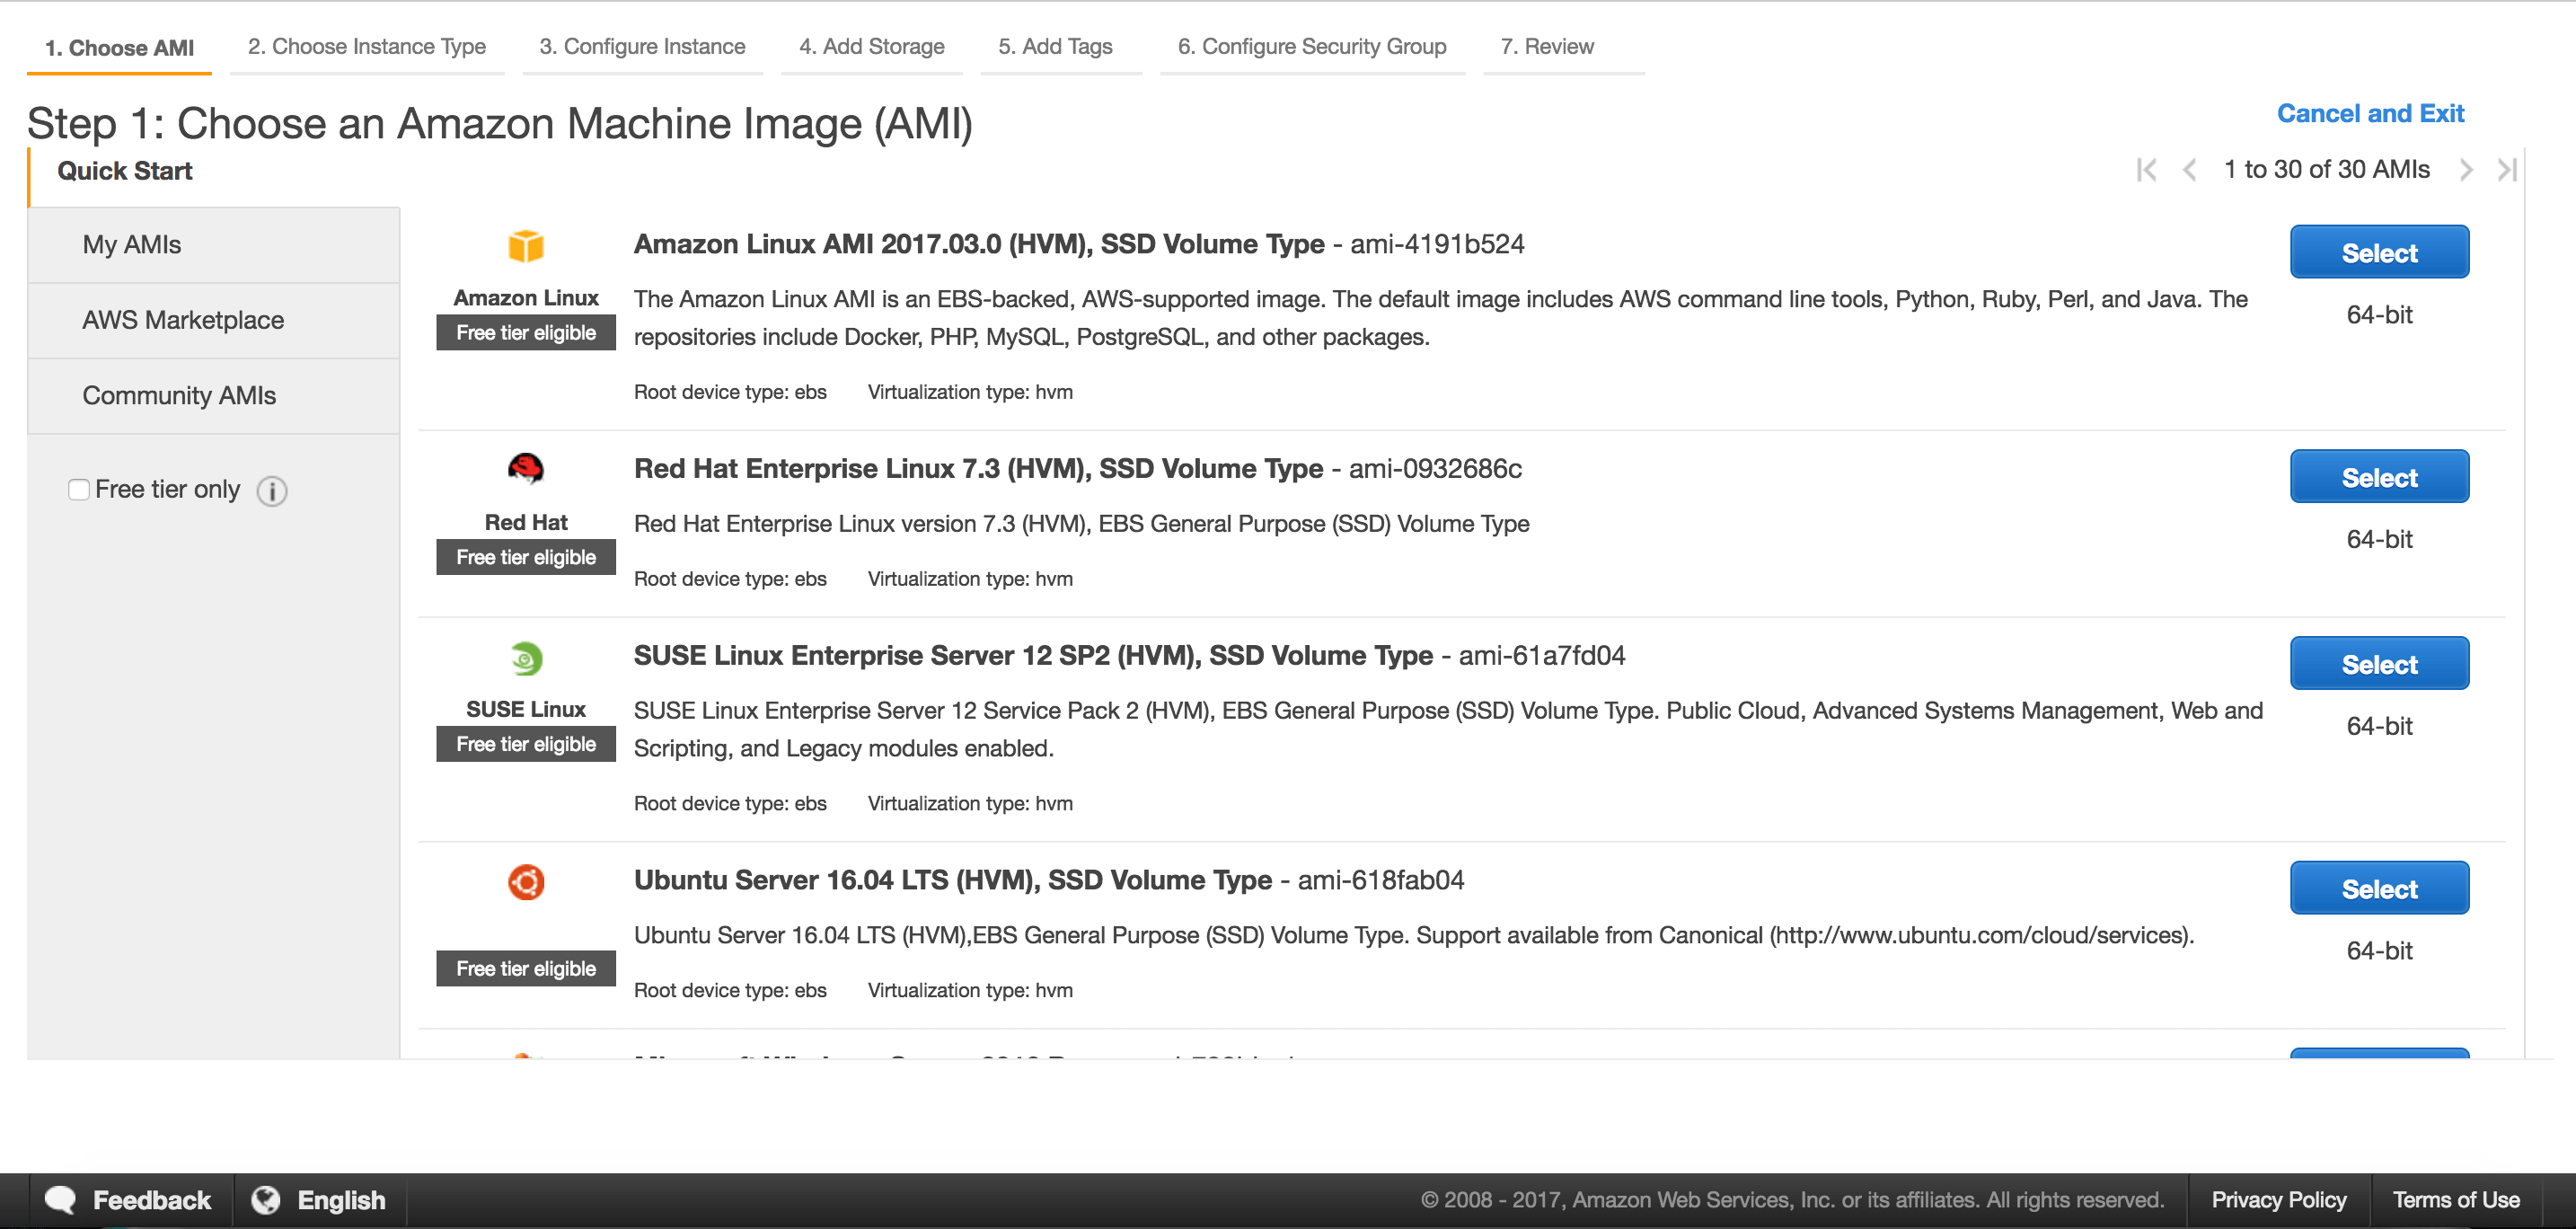 1. Choose AMI 2. Choose Instance Type 3. Configure Instance 4. Add Storage 5. Add Tags 6. Configure Security Group 7. Review
Step 1: Choose an Amazon Machine Image (AMI)
Cancel and Exit
Quick Start
1 to 30 of 30 AMIs
My AMIs
AWS Marketplace
Community AMIs
Free tier only
Amazon Linux
Free tier eligible
Amazon Linux AMI 2017.03.0 (HVM), SSD Volume Type - ami-4191b524
The Amazon Linux AMI is an EBS-backed, AWS-supported image. The default image includes AWS command line tools, Python, Ruby, Perl, and Java. The
repositories include Docker, PHP, MySQL, PostgreSQL, and other packages.
Root device type: ebs Virtualization type: hvm
Select
64-bit
Red Hat
Free tier eligible
Red Hat Enterprise Linux 7.3 (HVM), SSD Volume Type - ami-0932686c
Red Hat Enterprise Linux version 7.3 (HVM), EBS General Purpose (SSD) Volume Type
Root device type: ebs Virtualization type: hvm
Select
64-bit
SUSE Linux
Free tier eligible
SUSE Linux Enterprise Server 12 SP2 (HVM), SSD Volume Type - ami-61a7fd04
SUSE Linux Enterprise Server 12 Service Pack 2 (HVM), EBS General Purpose (SSD) Volume Type. Public Cloud, Advanced Systems Management, Web and
Scripting, and Legacy modules enabled.
Root device type: ebs Virtualization type: hvm
Select
64-bit
Free tier eligible
Ubuntu Server 16.04 LTS (HVM), SSD Volume Type - ami-618fab04
Ubuntu Server 16.04 LTS (HVM),EBS General Purpose (SSD) Volume Type. Support available from Canonical (http://www.ubuntu.com/cloud/services).
Root device type: ebs Virtualization type: hvm
Select
64-bit
Feedback English © 2008 - 2017, Amazon Web Services, Inc. or its affiliates. All rights reserved. Privacy Policy Terms of Use